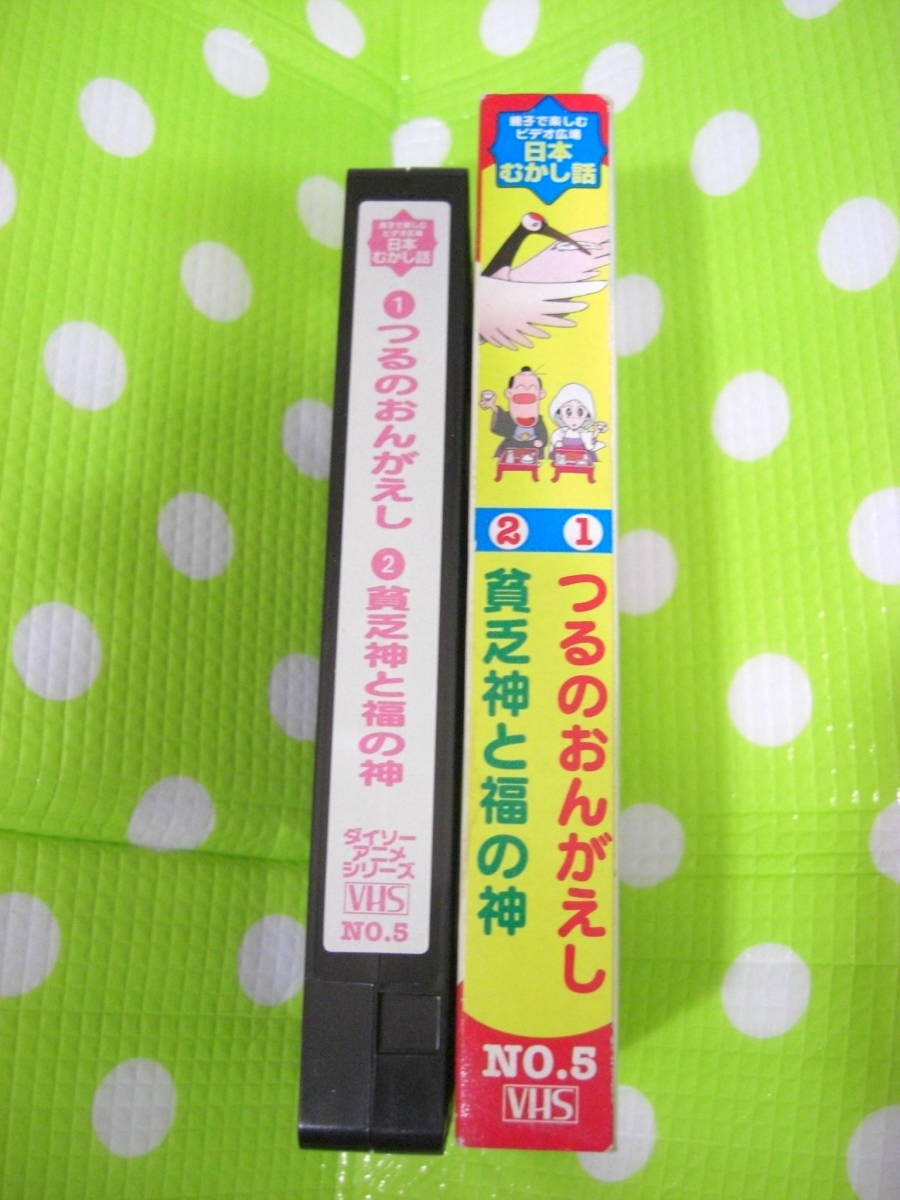 親子で楽しむ
ビデオ広場
日本
むかし話
1
つるのおんがえし
2
貧乏神と福の神
ダイソー
アニメ
シリーズ
VHS
NO.5
親子で楽しむ
ビデオ広場
日本
むかし話
1
つるのおんがえし
2
貧乏神と福の神
NO.5
VHS